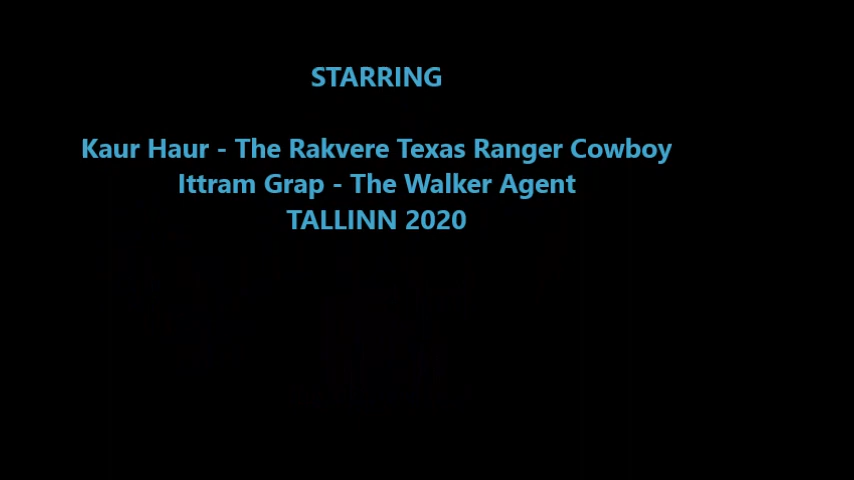 STARRING
Kaur Haur - The Rakvere Texas Ranger Cowboy
Ittram Grap - The Walker Agent
TALLINN 2020